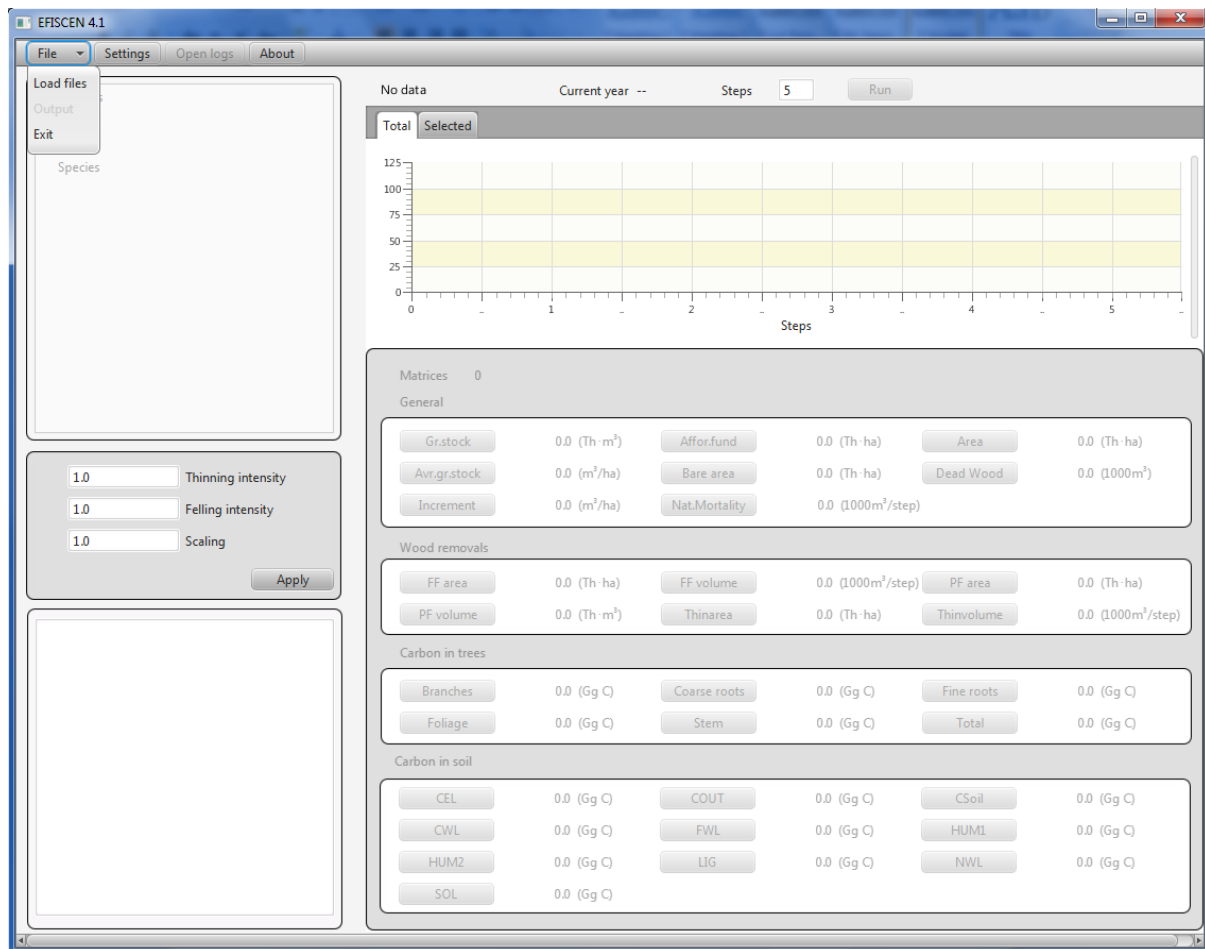 EFISCEN 4.1
File Settings Open logs About
Load files
Output
Exit
Species
No data Current year -- Steps 5 Run
Total Selected
125
100
75
50
25
0
0 .. 1 .. 2 .. 3 .. 4 .. 5 ..
Steps
1.0 Thinning intensity
1.0 Felling intensity
1.0 Scaling
Apply
Matrices 0
General
Gr.stock 0.0 (Th·m³) Affor.fund 0.0 (Th·ha) Area 0.0 (Th·ha)
Avr.gr.stock 0.0 (m³/ha) Bare area 0.0 (Th·ha) Dead Wood 0.0 (1000m³)
Increment 0.0 (m³/ha) Nat.Mortality 0.0 (1000m³/step)
Wood removals
FF area 0.0 (Th·ha) FF volume 0.0 (1000m³/step) PF area 0.0 (Th·ha)
PF volume 0.0 (Th·m³) Thinarea 0.0 (Th·ha) Thinvolume 0.0 (1000m³/step)
Carbon in trees
Branches 0.0 (Gg C) Coarse roots 0.0 (Gg C) Fine roots 0.0 (Gg C)
Foliage 0.0 (Gg C) Stem 0.0 (Gg C) Total 0.0 (Gg C)
Carbon in soil
CEL 0.0 (Gg C) COUT 0.0 (Gg C) CSoil 0.0 (Gg C)
CWL 0.0 (Gg C) FWL 0.0 (Gg C) HUM1 0.0 (Gg C)
HUM2 0.0 (Gg C) LIG 0.0 (Gg C) NWL 0.0 (Gg C)
SOL 0.0 (Gg C)